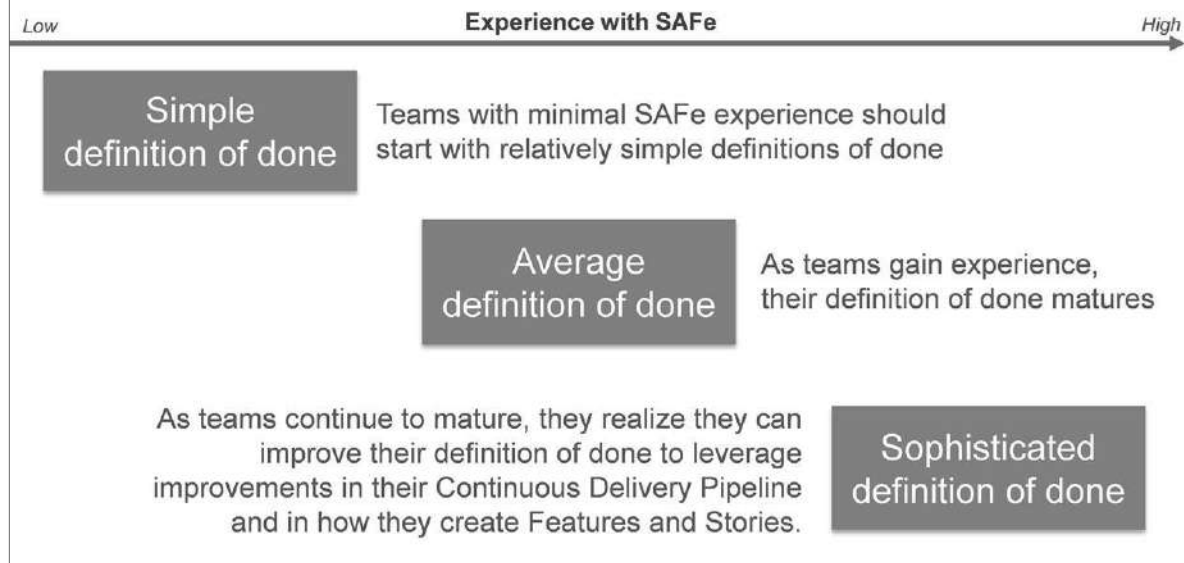 Low
Experience with SAFe
High
Simple
definition of done
Teams with minimal SAFe experience should
start with relatively simple definitions of done
Average
definition of done
As teams gain experience,
their definition of done matures
As teams continue to mature, they realize they can
improve their definition of done to leverage
improvements in their Continuous Delivery Pipeline
and in how they create Features and Stories.
Sophisticated
definition of done